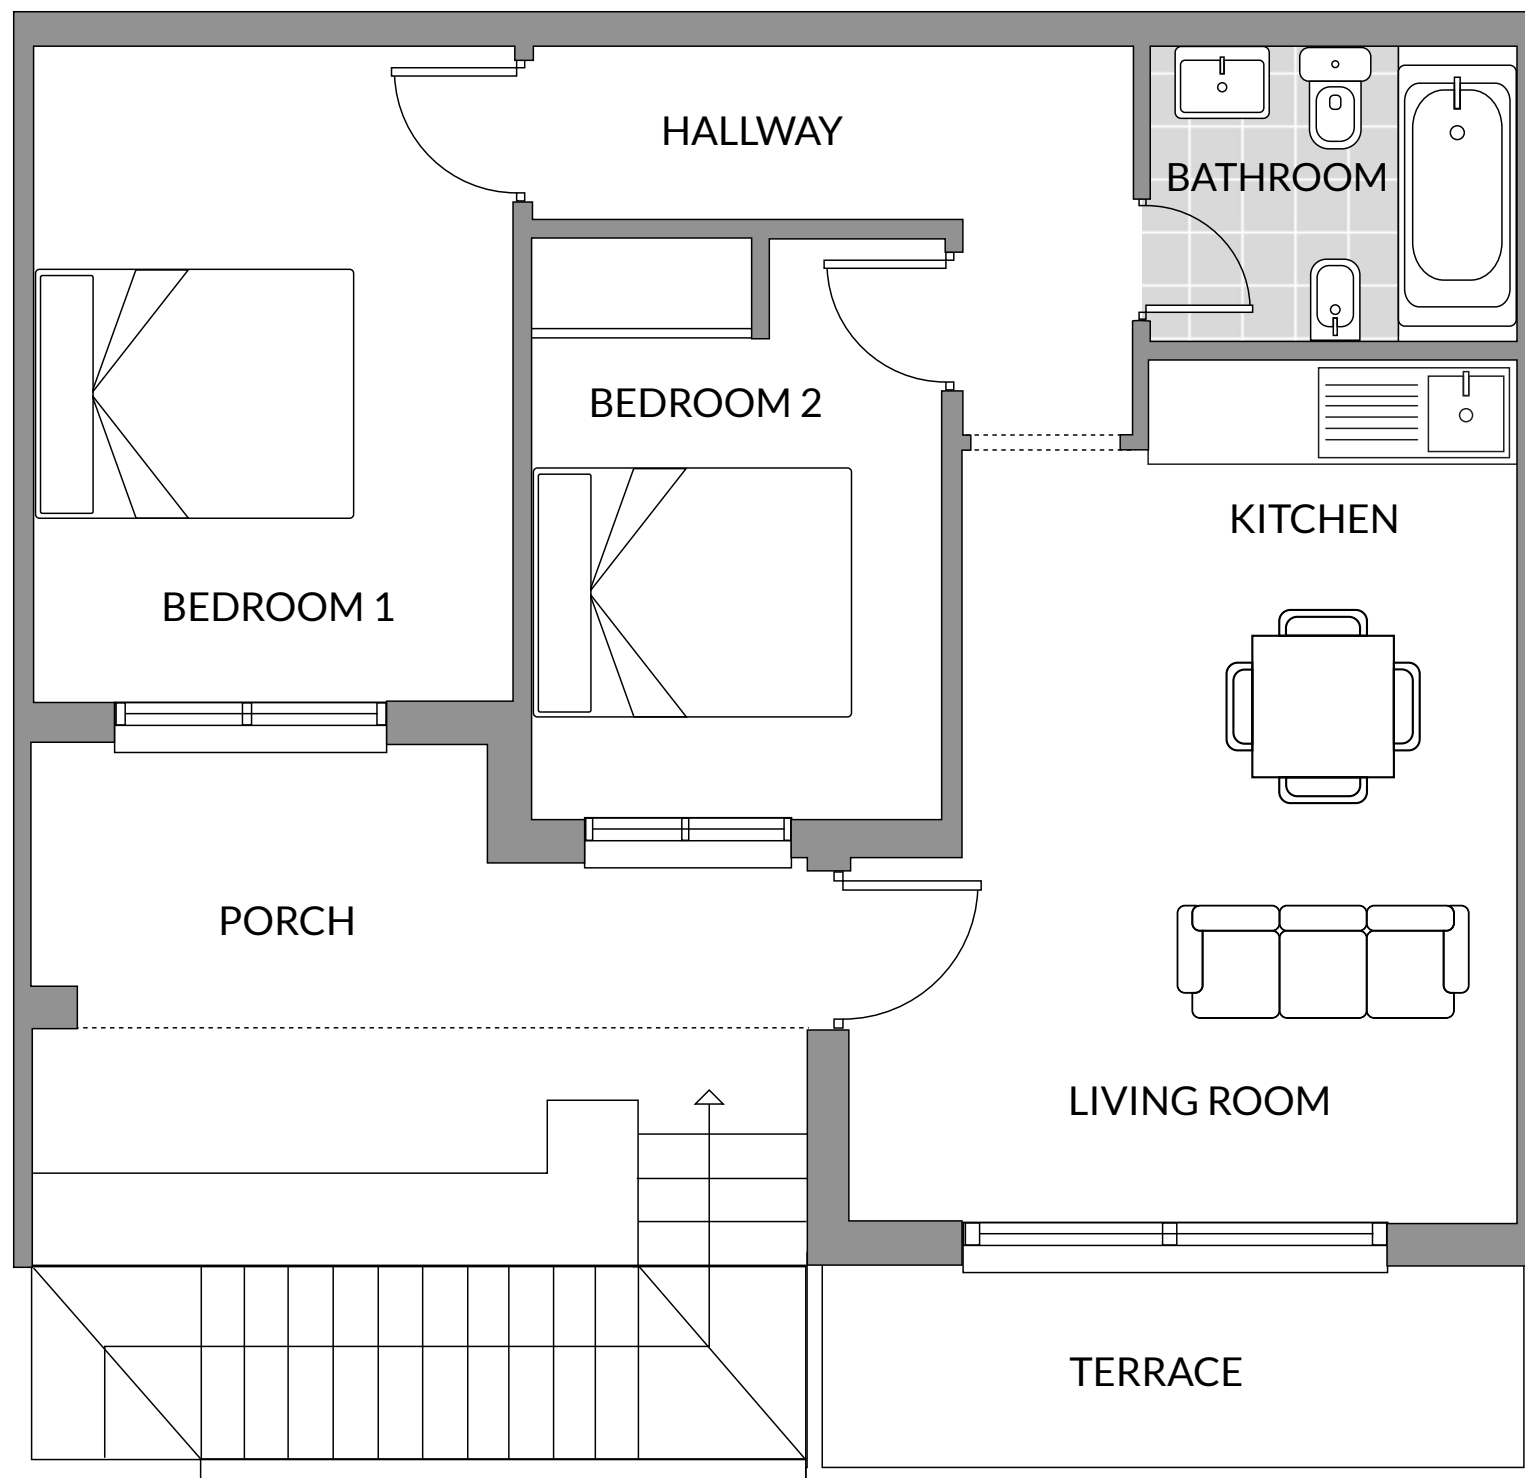 HALLWAY
BATHROOM
BEDROOM 2
KITCHEN
BEDROOM 1
PORCH
LIVING ROOM
TERRACE